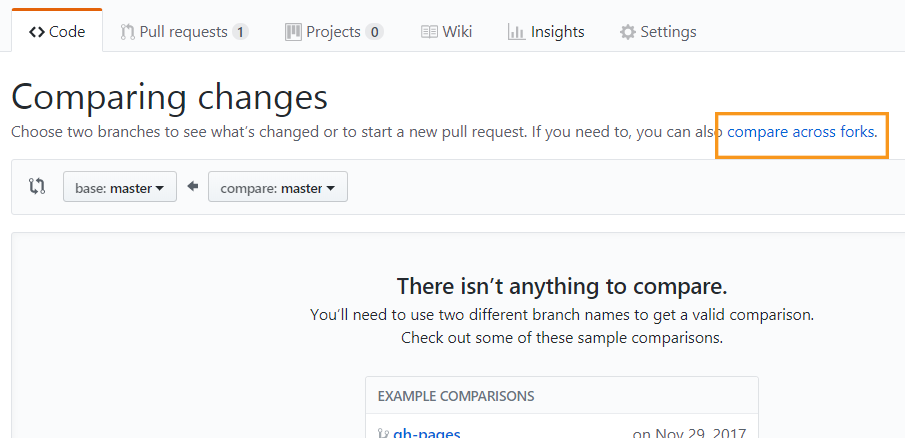 <> Code Pull requests 1 Projects 0 Wiki Insights Settings
Comparing changes
Choose two branches to see what's changed or to start a new pull request. If you need to, you can also compare across forks.
base: master compare: master
There isn't anything to compare.
You'll need to use two different branch names to get a valid comparison.
Check out some of these sample comparisons.
EXAMPLE COMPARISONS
gh-pages on Nov 29, 2017